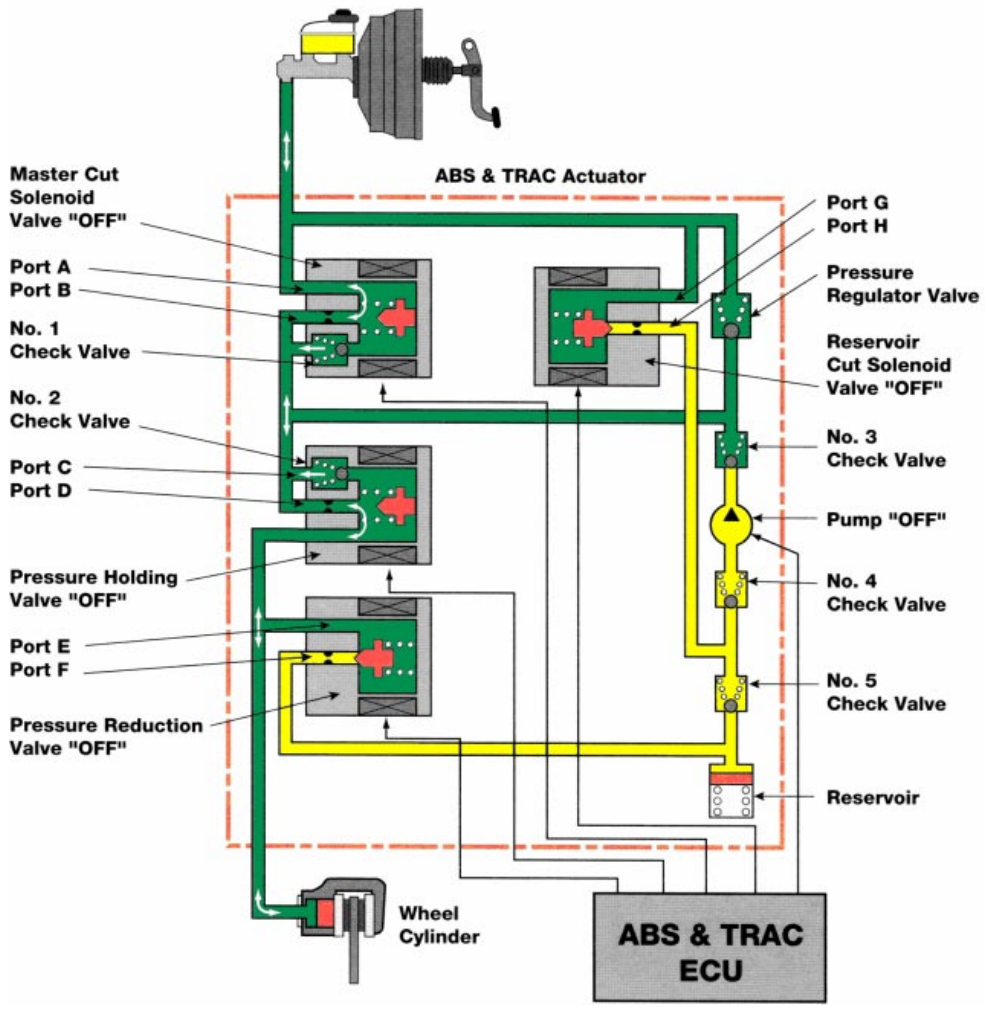 ABS & TRAC Actuator
Master Cut
Solenoid
Valve "OFF"
Port A
Port B
No. 1
Check Valve
No. 2
Check Valve
Port C
Port D
Pressure Holding
Valve "OFF"
Port E
Port F
Pressure Reduction
Valve "OFF"
Port G
Port H
Pressure
Regulator Valve
Reservoir
Cut Solenoid
Valve "OFF"
No. 3
Check Valve
Pump "OFF"
No. 4
Check Valve
No. 5
Check Valve
Reservoir
Wheel
Cylinder
ABS & TRAC
ECU